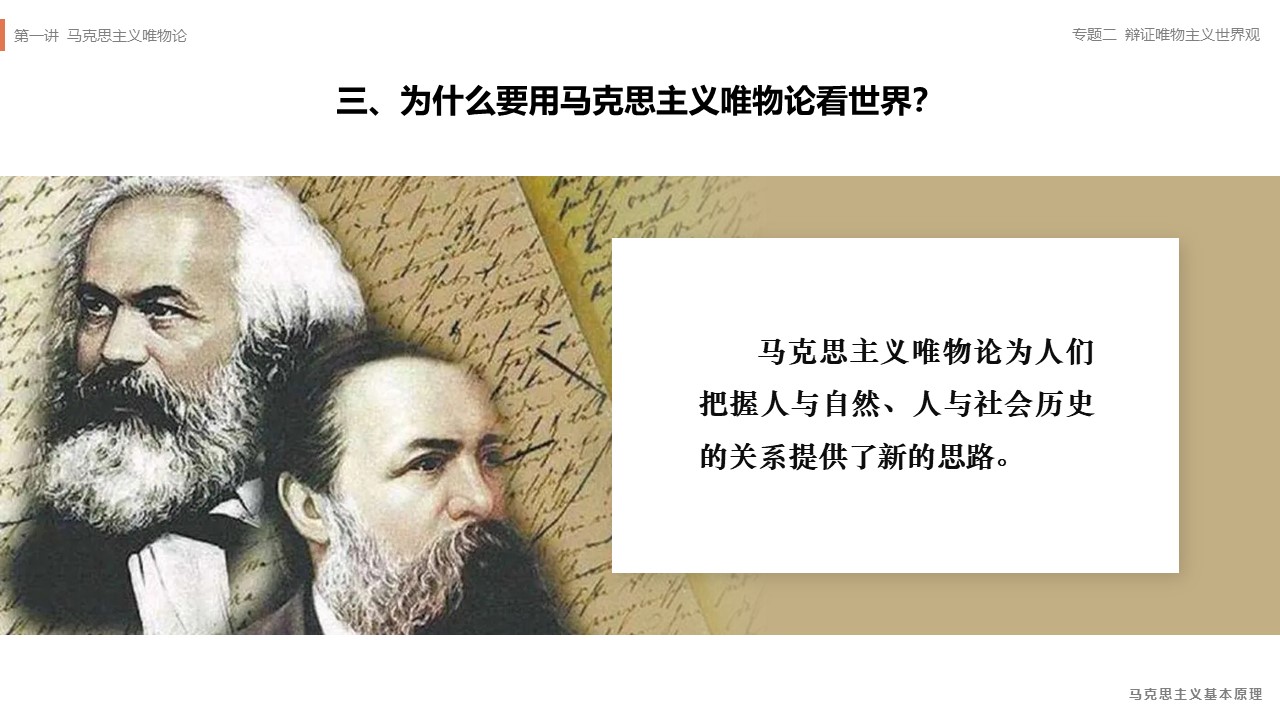 第一讲 马克思主义唯物论
专题二 辩证唯物主义世界观
三、为什么要用马克思主义唯物论看世界？
马克思主义唯物论为人们
把握人与自然、人与社会历史
的关系提供了新的思路。
马克思主义基本原理